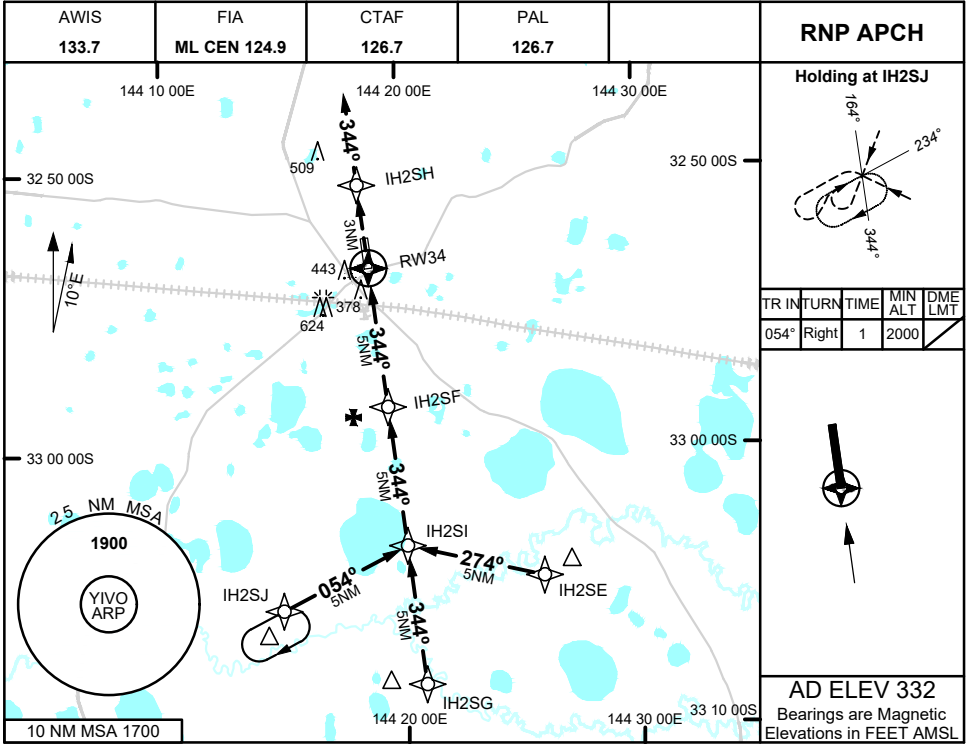 AWIS
133.7
FIA
ML CEN 124.9
CTAF
126.7
PAL
126.7
RNP APCH
144 10 00E
144 20 00E
144 30 00E
Holding at IH2SJ
164°
234°
344°
TR IN TURN TIME MIN ALT DME LMT
054° Right 1 2000
344°
509
IH2SH
32 50 00S
32 50 00S
3NM
10°E
443
RW34
378
624
344°
5NM
IH2SF
33 00 00S
33 00 00S
344°
5NM
25 NM MSA
1900
YIVO
ARP
IH2SI
274°
5NM
IH2SE
054°
5NM
IH2SJ
344°
5NM
IH2SG
33 10 00S
144 20 00E
144 30 00E
10 NM MSA 1700
AD ELEV 332
Bearings are Magnetic
Elevations in FEET AMSL